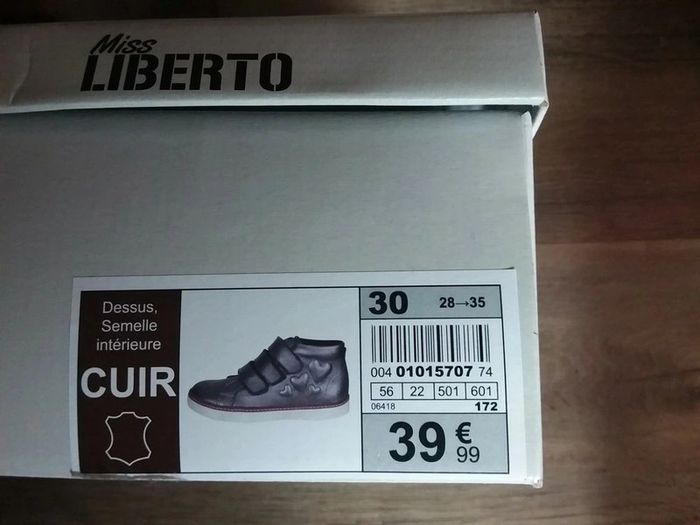 Miss
LIBERTO
Dessus,
Semelle
intérieure
CUIR
30 28→35
004 01015707 74
56 22 501 601
06418 172
39 €99